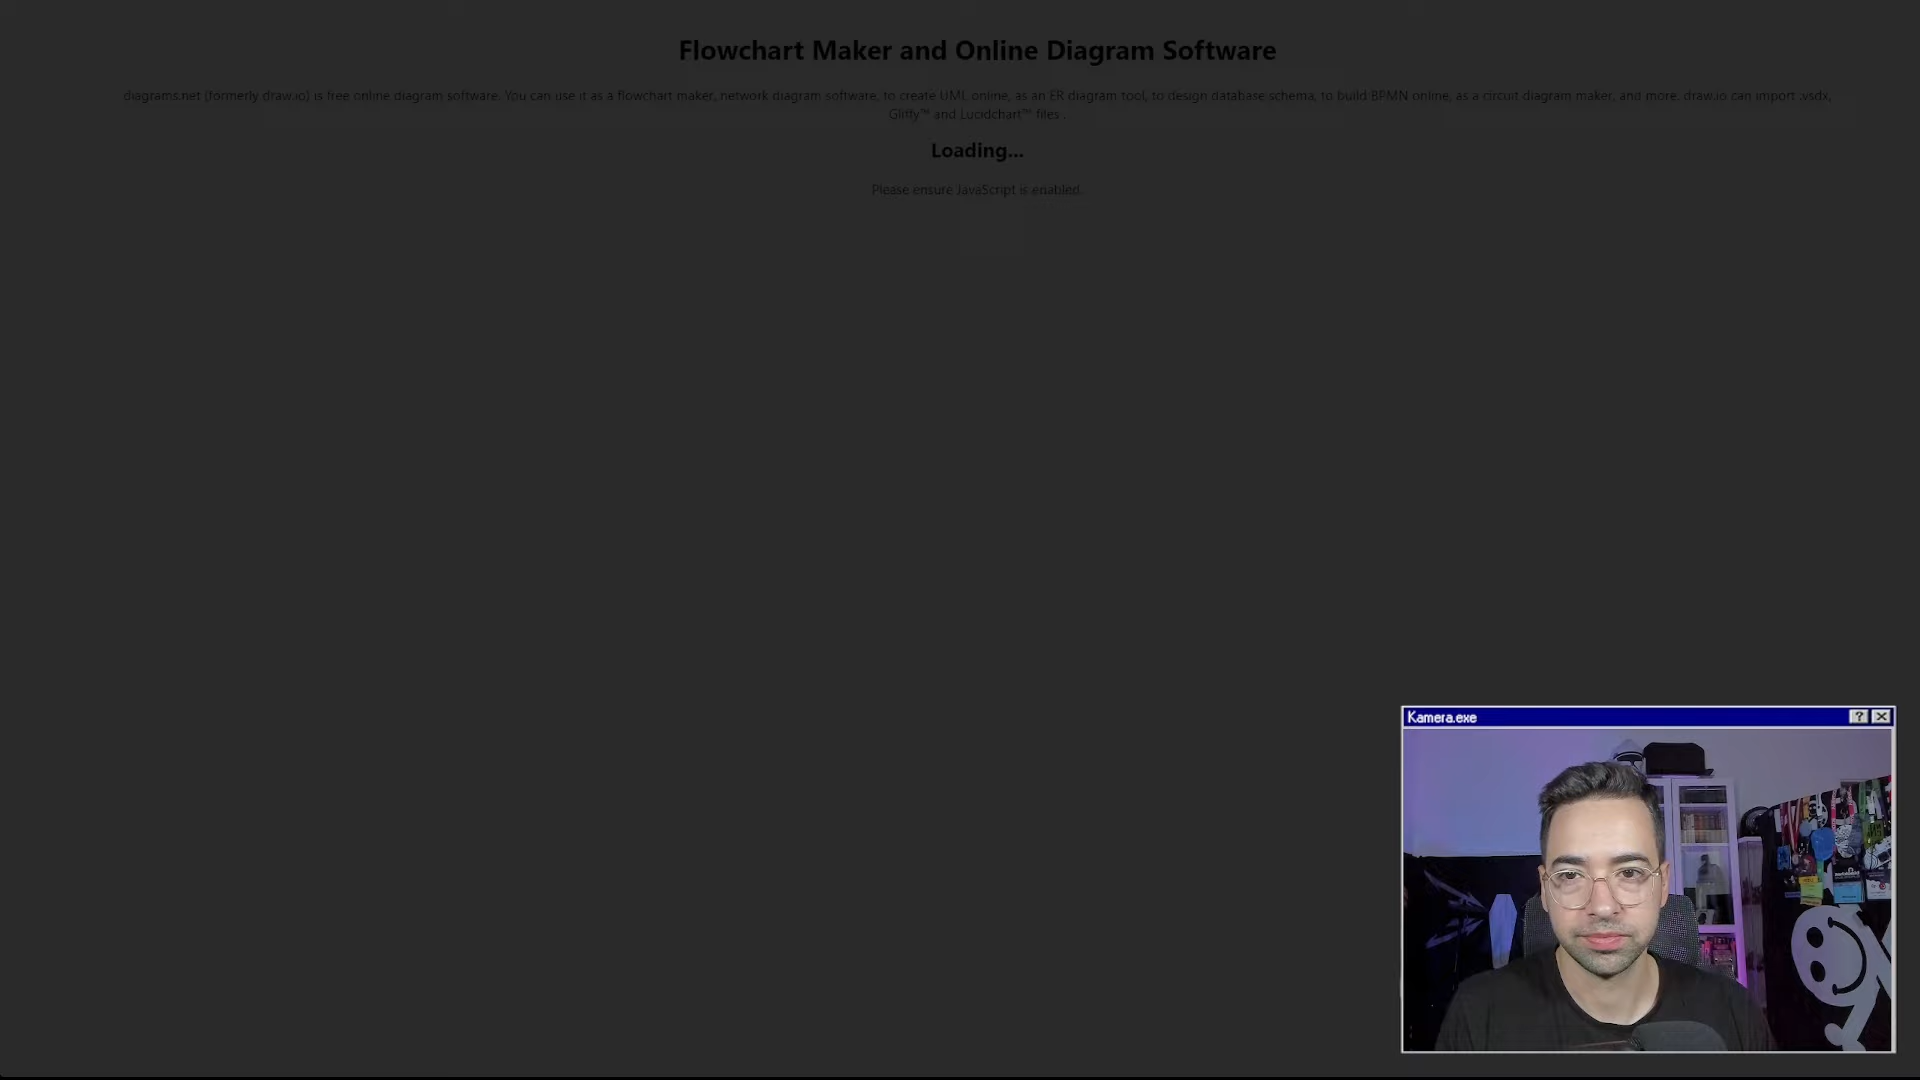 Flowchart Maker and Online Diagram Software
diagrams.net (formerly draw.io) is free online diagram software. You can use it as a flowchart maker, network diagram software, to create UML online, as an ER diagram tool, to design database schema, to build BPMN online, as a circuit diagram maker, and more. draw.io can import .vsdx,
Gliffy™ and Lucidchart™ files .
Loading...
Please ensure JavaScript is enabled.
Kamera.exe